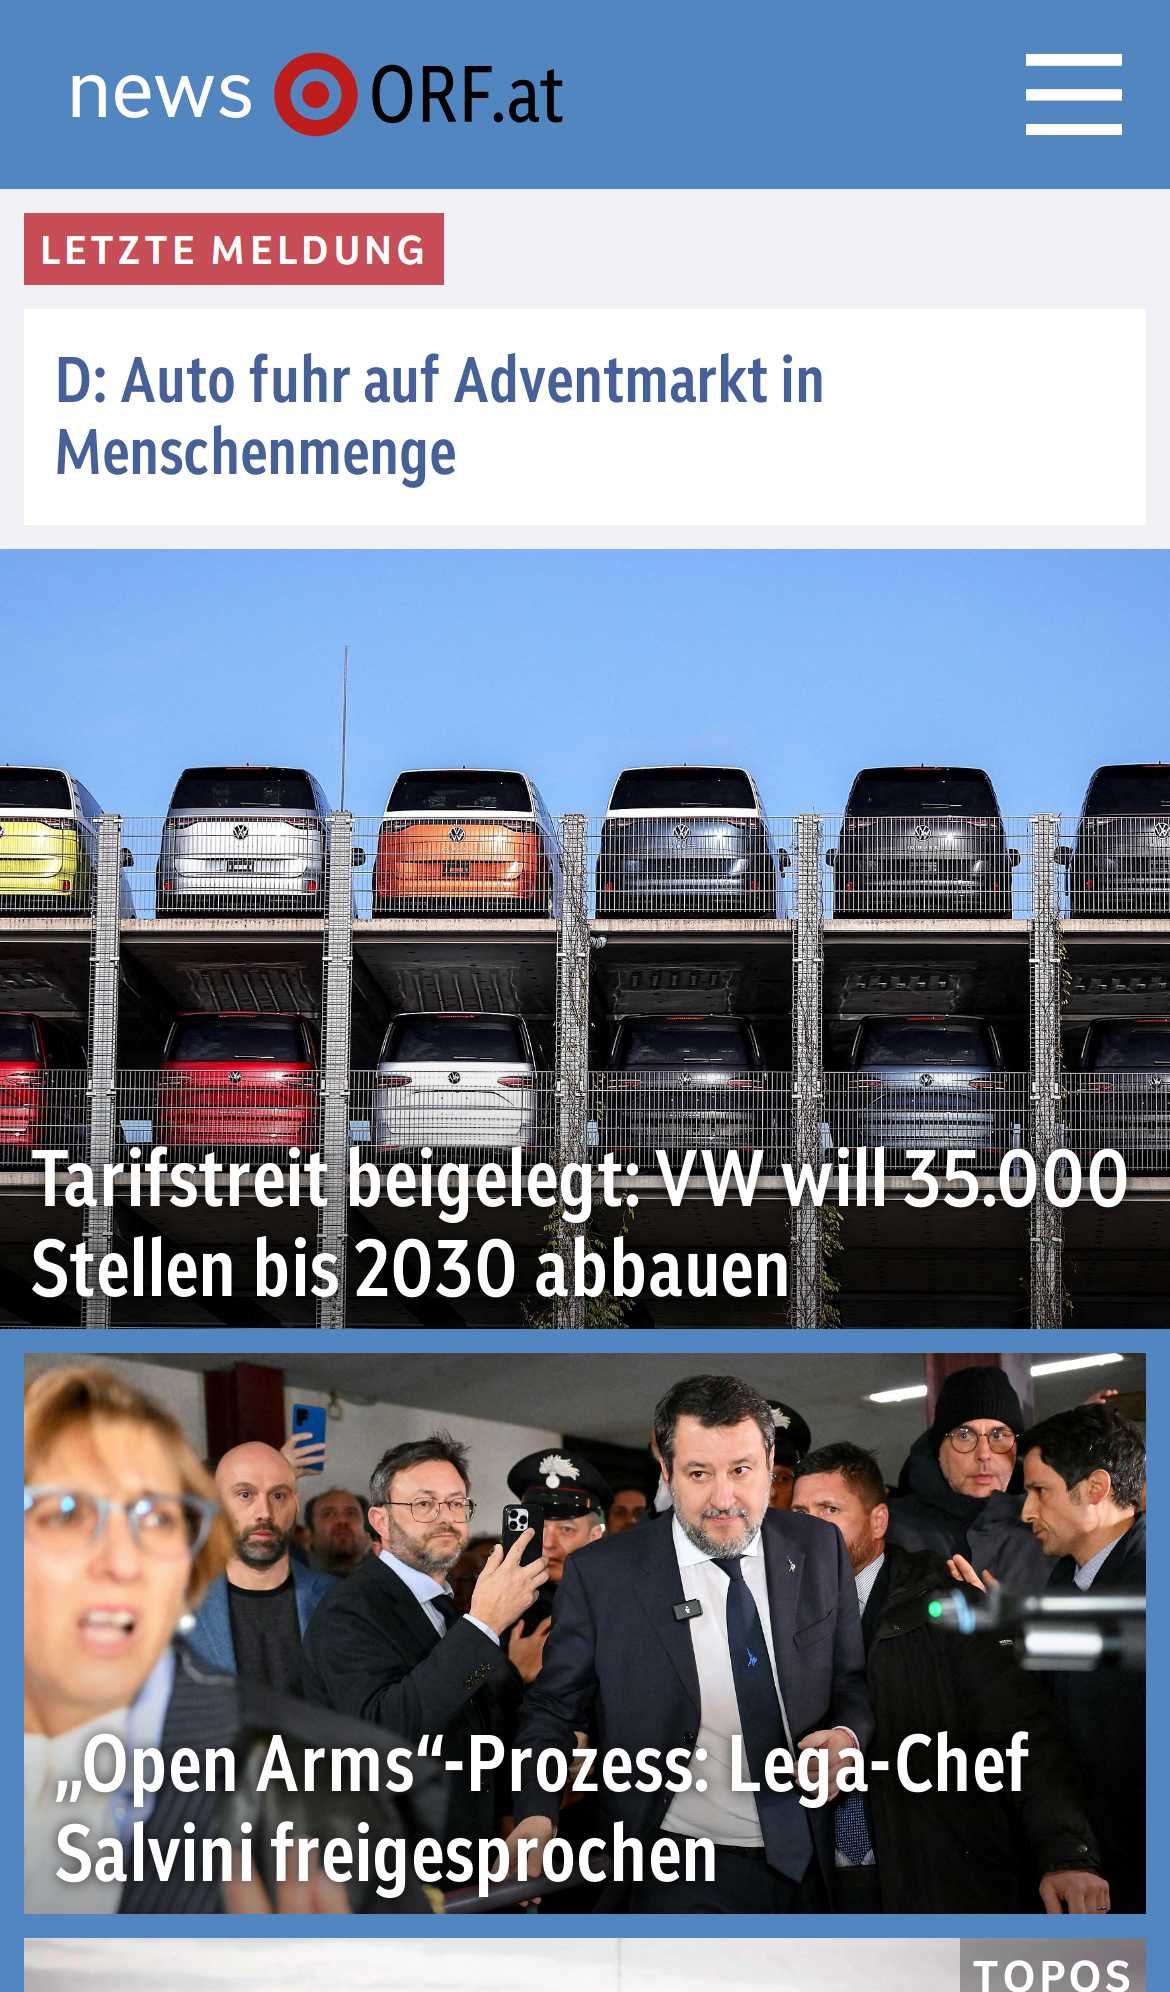 news ORF.at
LETZTE MELDUNG
D: Auto fuhr auf Adventmarkt in
Menschenmenge
Tarifstreit beigelegt: VW will 35.000
Stellen bis 2030 abbauen
„Open Arms“-Prozess: Lega-Chef
Salvini freigesprochen
TOPOS